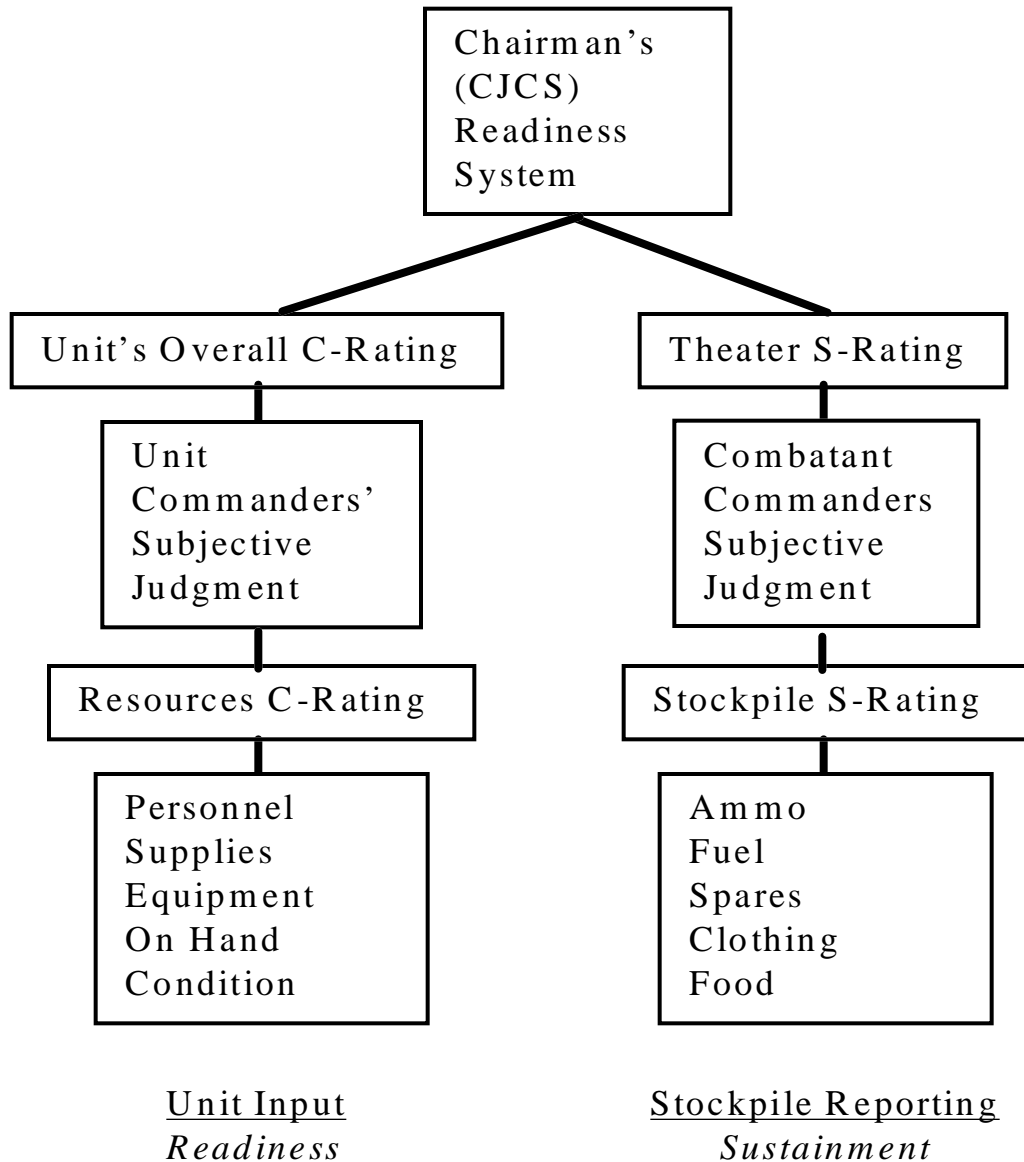 Chairman’s
(CJCS)
Readiness
System
Unit’s Overall C-Rating
Unit
Commanders’
Subjective
Judgment
Resources C-Rating
Personnel
Supplies
Equipment
On Hand
Condition
Unit Input
Readiness
Theater S-Rating
Combatant
Commanders
Subjective
Judgment
Stockpile S-Rating
Ammo
Fuel
Spares
Clothing
Food
Stockpile Reporting
Sustainment